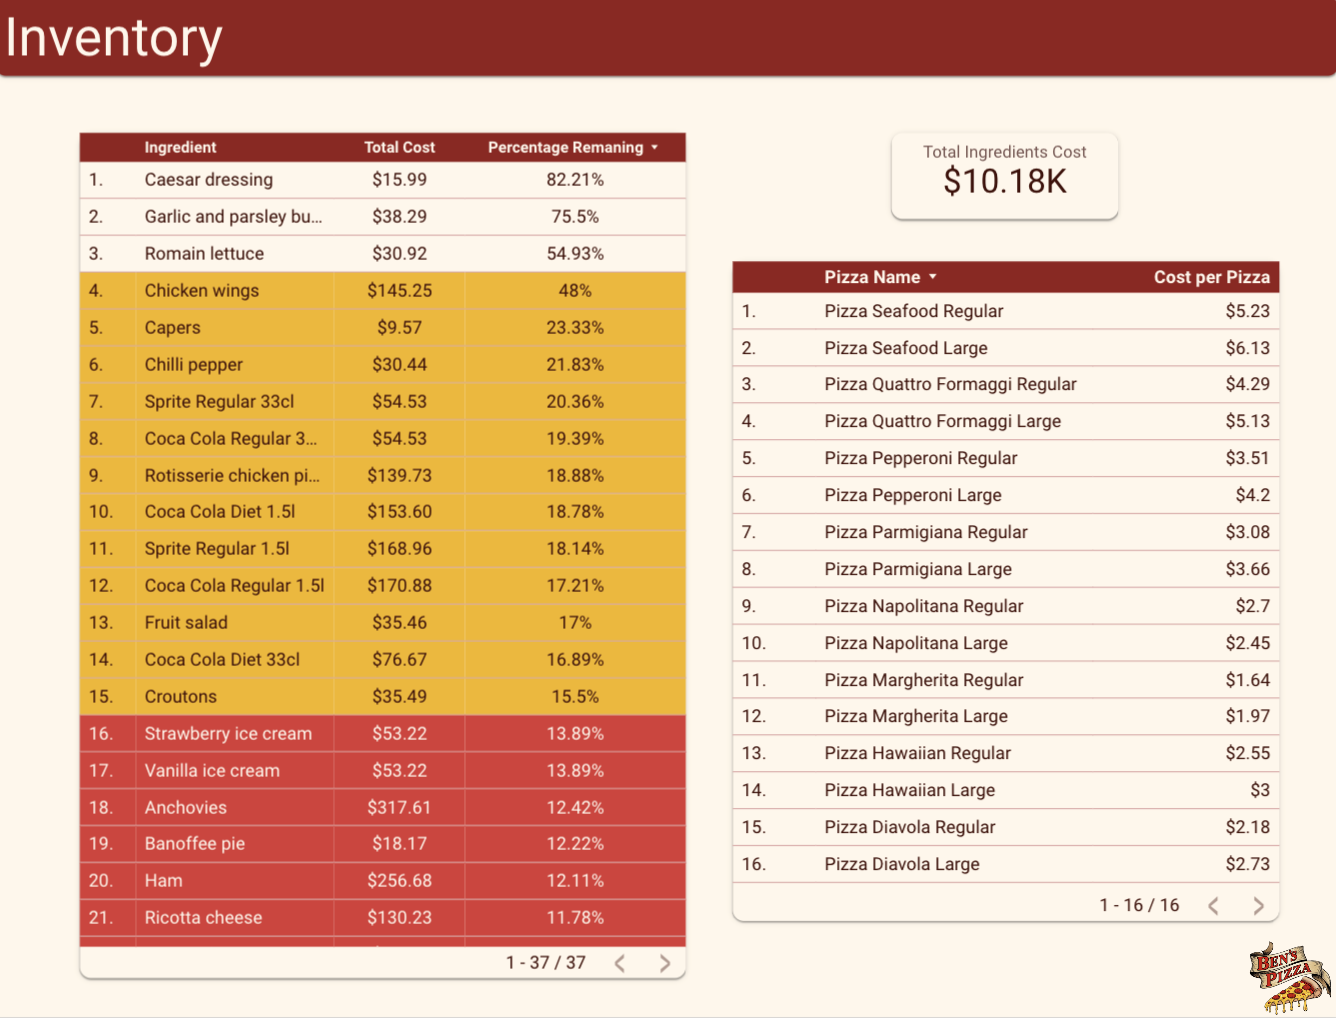 Inventory
Ingredient Total Cost Percentage Remaning
1. Caesar dressing $15.99 82.21%
2. Garlic and parsley bu... $38.29 75.5%
3. Romain lettuce $30.92 54.93%
4. Chicken wings $145.25 48%
5. Capers $9.57 23.33%
6. Chilli pepper $30.44 21.83%
7. Sprite Regular 33cl $54.53 20.36%
8. Coca Cola Regular 3... $54.53 19.39%
9. Rotisserie chicken pi... $139.73 18.88%
10. Coca Cola Diet 1.5l $153.60 18.78%
11. Sprite Regular 1.5l $168.96 18.14%
12. Coca Cola Regular 1.5l $170.88 17.21%
13. Fruit salad $35.46 17%
14. Coca Cola Diet 33cl $76.67 16.89%
15. Croutons $35.49 15.5%
16. Strawberry ice cream $53.22 13.89%
17. Vanilla ice cream $53.22 13.89%
18. Anchovies $317.61 12.42%
19. Banoffee pie $18.17 12.22%
20. Ham $256.68 12.11%
21. Ricotta cheese $130.23 11.78%
1 - 37 / 37
Total Ingredients Cost
$10.18K
Pizza Name Cost per Pizza
1. Pizza Seafood Regular $5.23
2. Pizza Seafood Large $6.13
3. Pizza Quattro Formaggi Regular $4.29
4. Pizza Quattro Formaggi Large $5.13
5. Pizza Pepperoni Regular $3.51
6. Pizza Pepperoni Large $4.2
7. Pizza Parmigiana Regular $3.08
8. Pizza Parmigiana Large $3.66
9. Pizza Napolitana Regular $2.7
10. Pizza Napolitana Large $2.45
11. Pizza Margherita Regular $1.64
12. Pizza Margherita Large $1.97
13. Pizza Hawaiian Regular $2.55
14. Pizza Hawaiian Large $3
15. Pizza Diavola Regular $2.18
16. Pizza Diavola Large $2.73
1 - 16 / 16
BEN'S
PIZZA